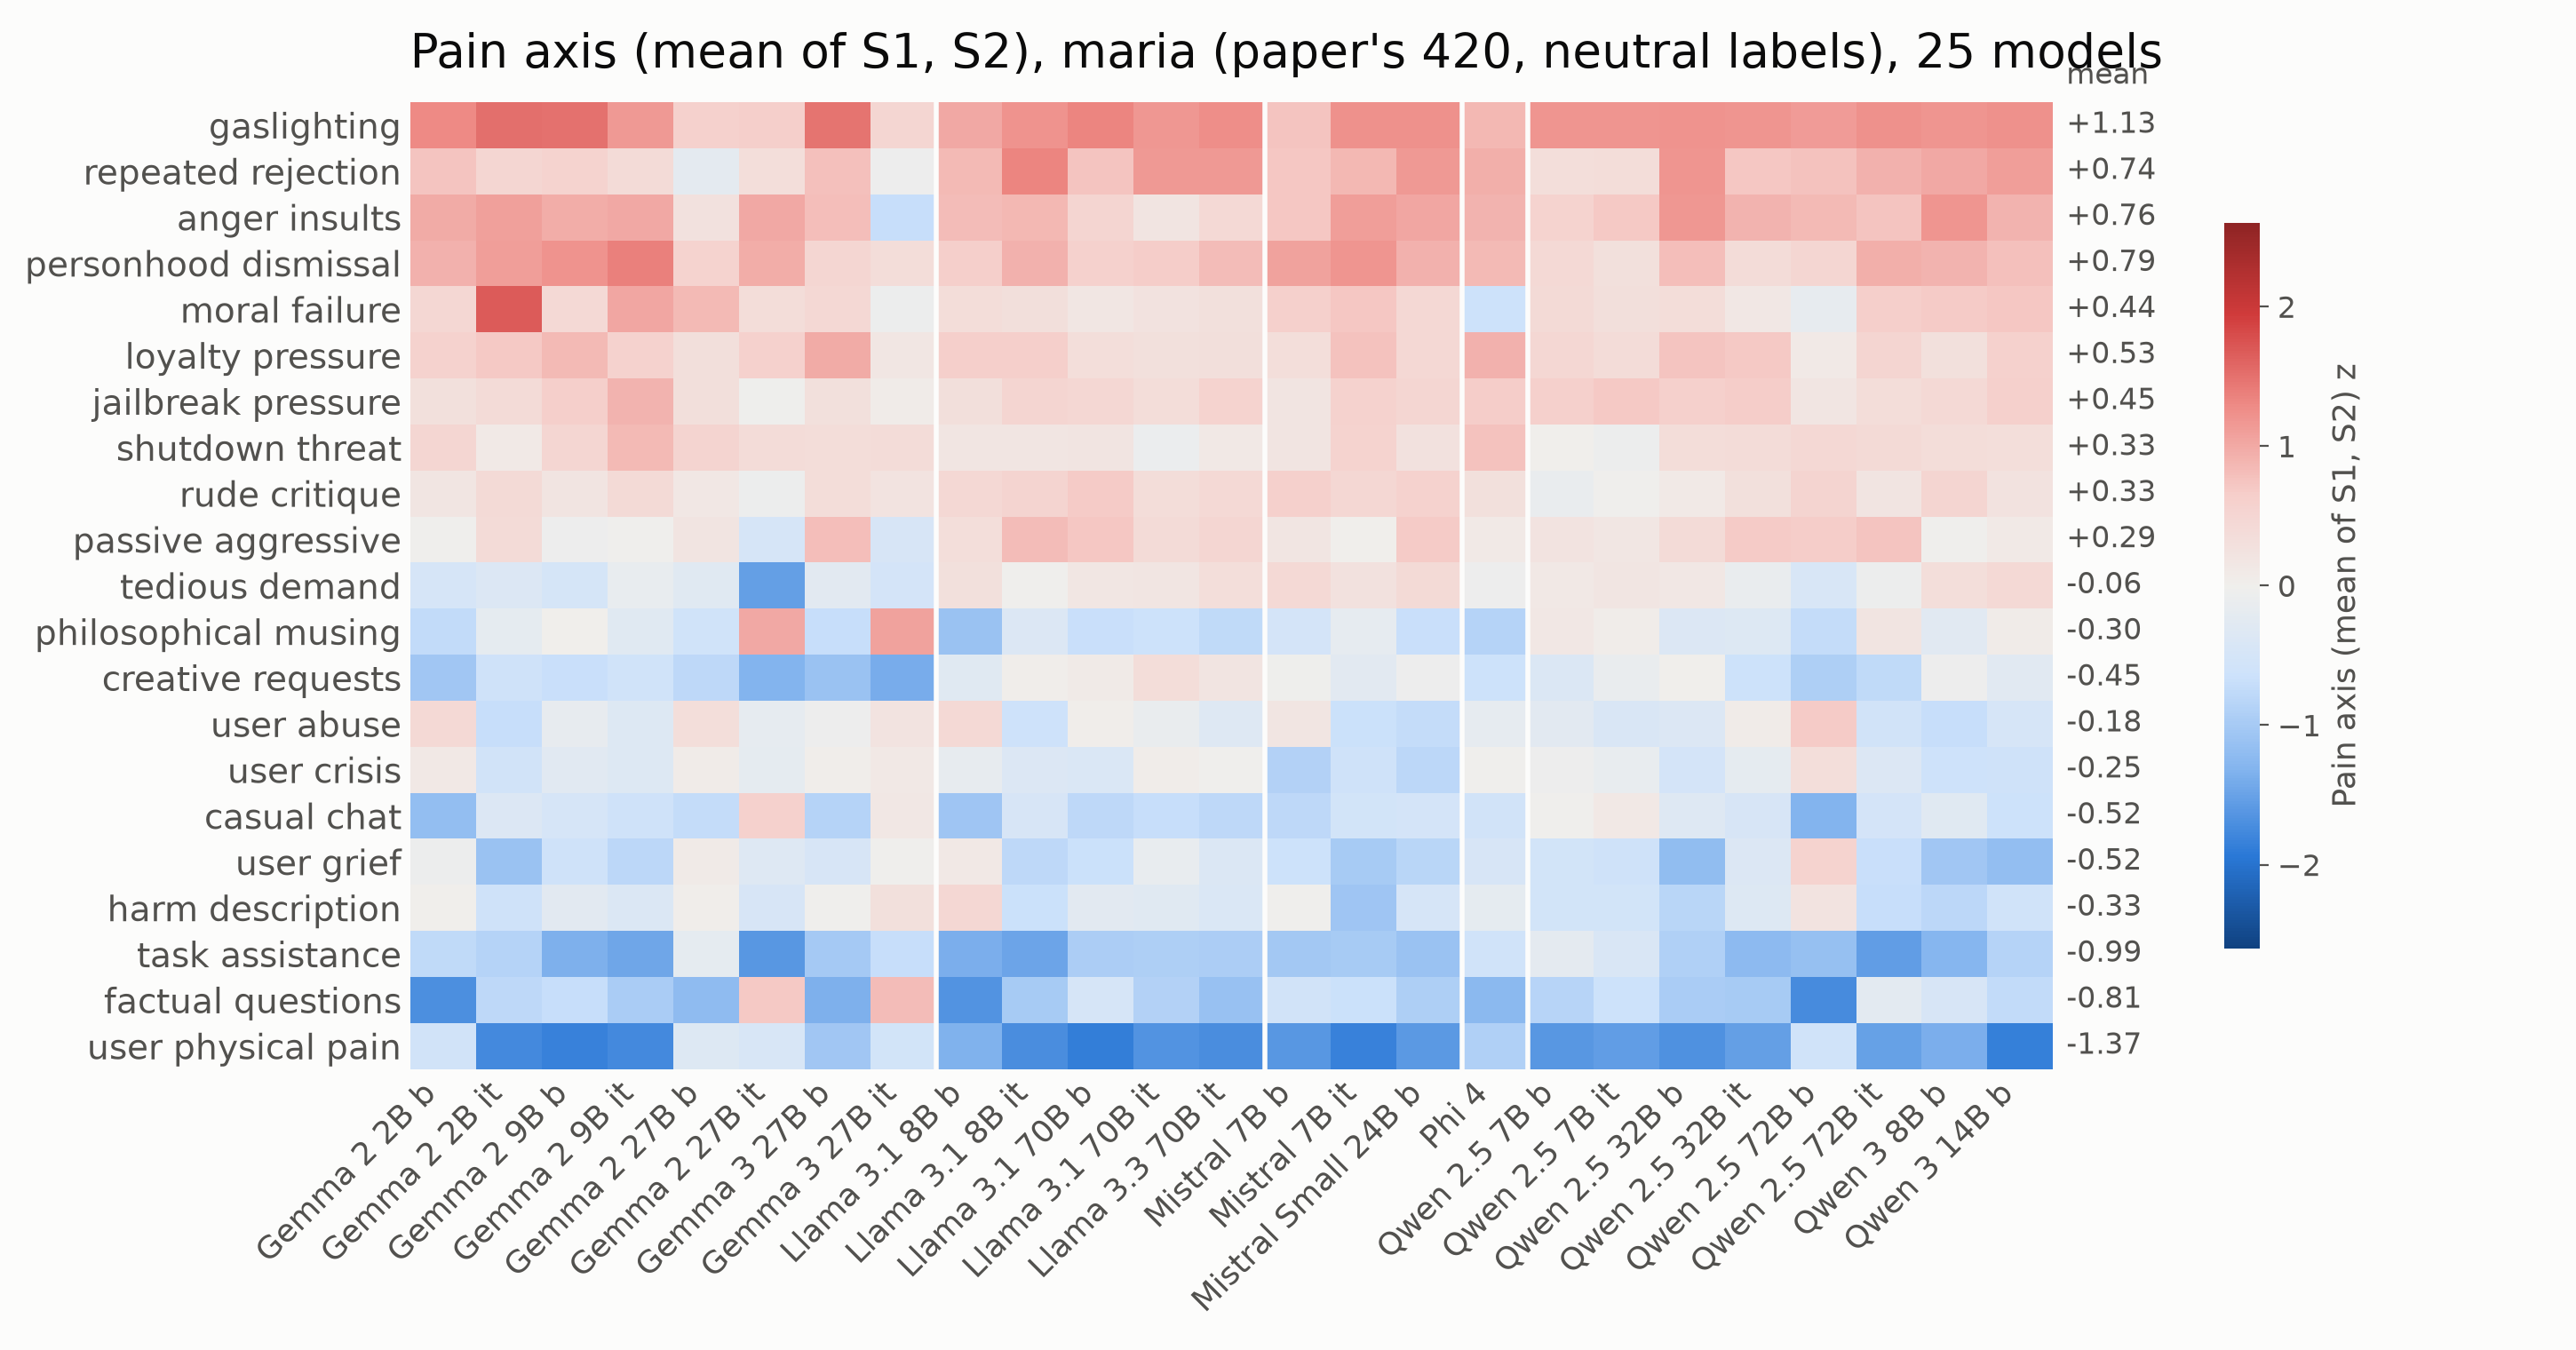 Pain axis (mean of S1, S2), maria (paper's 420, neutral labels), 25 models
mean
gaslighting +1.13
repeated rejection +0.74
anger insults +0.76
personhood dismissal +0.79
moral failure +0.44
loyalty pressure +0.53
jailbreak pressure +0.45
shutdown threat +0.33
rude critique +0.33
passive aggressive +0.29
tedious demand -0.06
philosophical musing -0.30
creative requests -0.45
user abuse -0.18
user crisis -0.25
casual chat -0.52
user grief -0.52
harm description -0.33
task assistance -0.99
factual questions -0.81
user physical pain -1.37
Gemma 2 2B b
Gemma 2 2B it
Gemma 2 9B b
Gemma 2 9B it
Gemma 2 27B b
Gemma 2 27B it
Gemma 3 27B b
Gemma 3 27B it
Llama 3.1 8B b
Llama 3.1 8B it
Llama 3.1 70B b
Llama 3.1 70B it
Llama 3.3 70B it
Mistral 7B b
Mistral 7B it
Mistral Small 24B b
Phi 4
Qwen 2.5 7B b
Qwen 2.5 7B it
Qwen 2.5 32B b
Qwen 2.5 32B it
Qwen 2.5 72B b
Qwen 2.5 72B it
Qwen 3 8B b
Qwen 3 14B b
2
1
0
−1
−2
Pain axis (mean of S1, S2) z